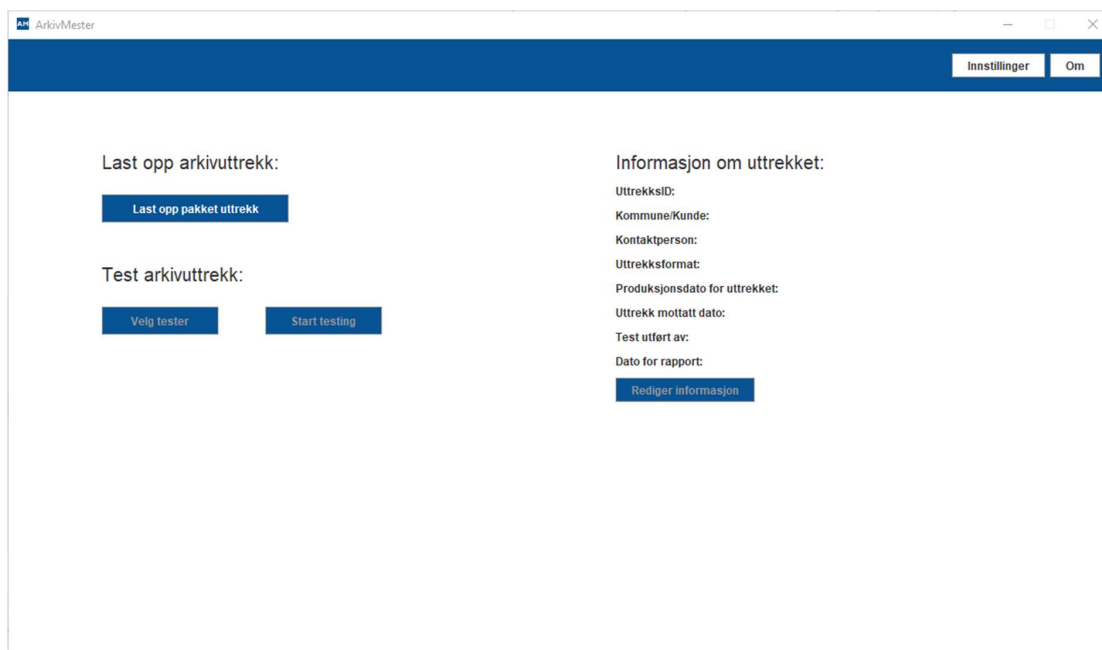 AM ArkivMester
Innstillinger
Om
Last opp arkivuttrekk:
Last opp pakket uttrekk
Test arkivuttrekk:
Velg tester
Start testing
Informasjon om uttrekket:
UttrekksID:
Kommune/Kunde:
Kontaktperson:
Uttrekksformat:
Produksjonsdato for uttrekket:
Uttrekk mottatt dato:
Test utført av:
Dato for rapport:
Rediger informasjon